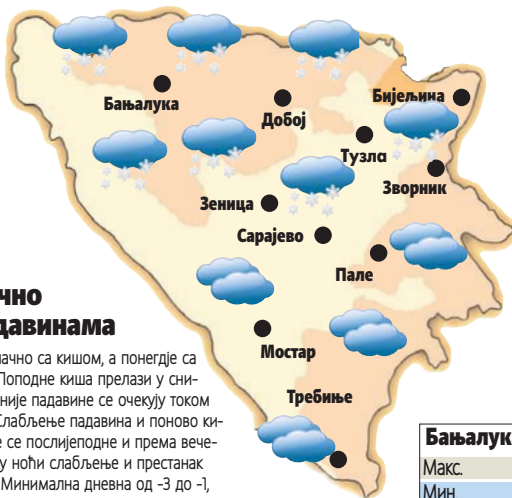 Бањалука
Добој
Бијељина
Тузла
Зворник
Зеница
Сарајево
Пале
Мостар
Требиње
чно
давинама
ачно са кишом, а понегдје са
Поподне киша прелази у сни-
није падавине се очекују током
Слабљење падавина и поново ки-
е се послијеподне и према вече-
у ноћи слабљење и престанак
Минимална дневна од -3 до -1,
Бањалук
Макс.
Мин